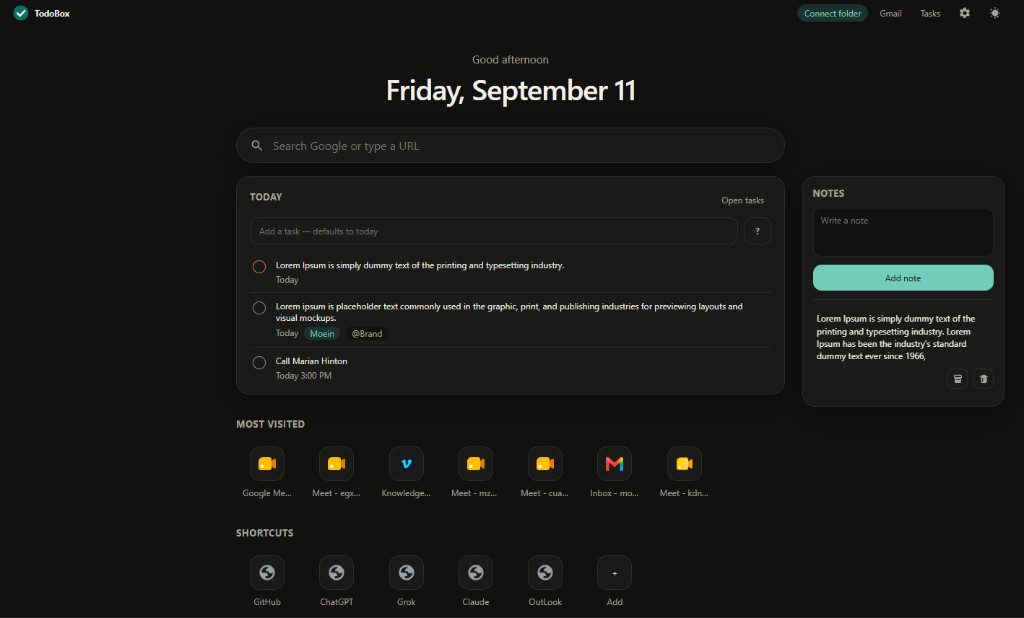 TodoBox
Connect folder
Gmail
Tasks
Good afternoon
Friday, September 11
Search Google or type a URL
TODAY
Open tasks
Add a task — defaults to today
?
Lorem Ipsum is simply dummy text of the printing and typesetting industry.
Today
Lorem ipsum is placeholder text commonly used in the graphic, print, and publishing industries for previewing layouts and
visual mockups.
Today Moein @Brand
Call Marian Hinton
Today 3:00 PM
NOTES
Write a note
Add note
Lorem Ipsum is simply dummy text of the
printing and typesetting industry. Lorem
Ipsum has been the industry's standard
dummy text ever since 1966,
MOST VISITED
Google Me...
Meet - egx...
Knowledge...
Meet - mz...
Meet - cua...
Inbox - mo...
Meet - kdn...
SHORTCUTS
GitHub
ChatGPT
Grok
Claude
OutLook
+
Add